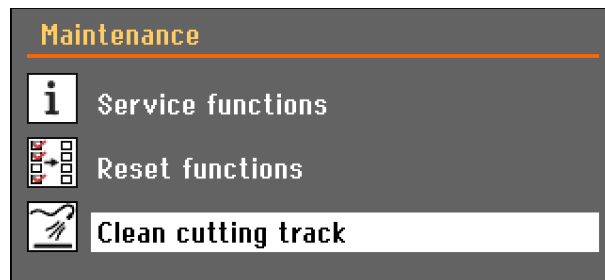 Maintenance
i Service functions
Reset functions
Clean cutting track